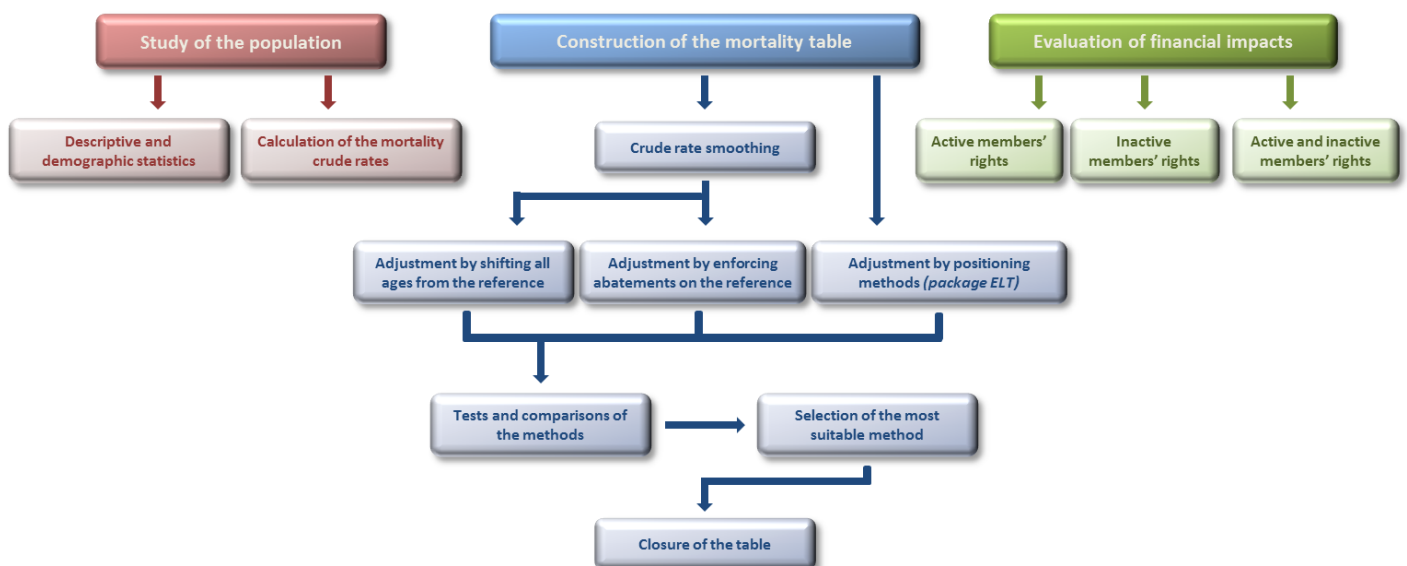 Study of the population
Construction of the mortality table
Evaluation of financial impacts
Descriptive and
demographic statistics
Calculation of the mortality
crude rates
Crude rate smoothing
Active members’
rights
Inactive
members’ rights
Active and inactive
members’ rights
Adjustment by shifting all
ages from the reference
Adjustment by enforcing
abatements on the reference
Adjustment by positioning
methods (package ELT)
Tests and comparisons of
the methods
Selection of the most
suitable method
Closure of the table